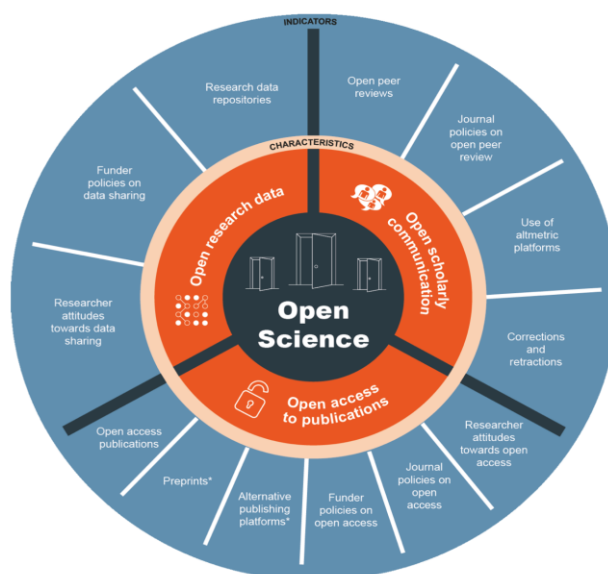 INDICATORS
Research data
repositories
Open peer
reviews
Journal
policies on
open peer
review
Use of
altmetric
platforms
Corrections
and
retractions
Researcher
attitudes
towards open
access
Journal
policies on
open
access
Funder
policies on
open access
Alternative
publishing
platforms*
Preprints*
Open access
publications
Researcher
attitudes
towards data
sharing
Funder
policies on
data sharing
CHARACTERISTICS
Open research data
Open scholarly
communication
Open access
to publications
Open
Science